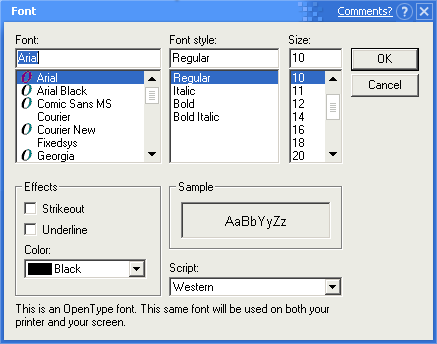 Font
Comments? ? X
Font:
Arial
Arial
Arial Black
Comic Sans MS
Courier
Courier New
Fixedsys
Georgia
Font style:
Regular
Regular
Italic
Bold
Bold Italic
Size:
10
10
11
12
14
16
18
20
OK
Cancel
Effects
Strikeout
Underline
Color:
Black
Sample
AaBbYyZz
Script:
Western
This is an OpenType font. This same font will be used on both your
printer and your screen.